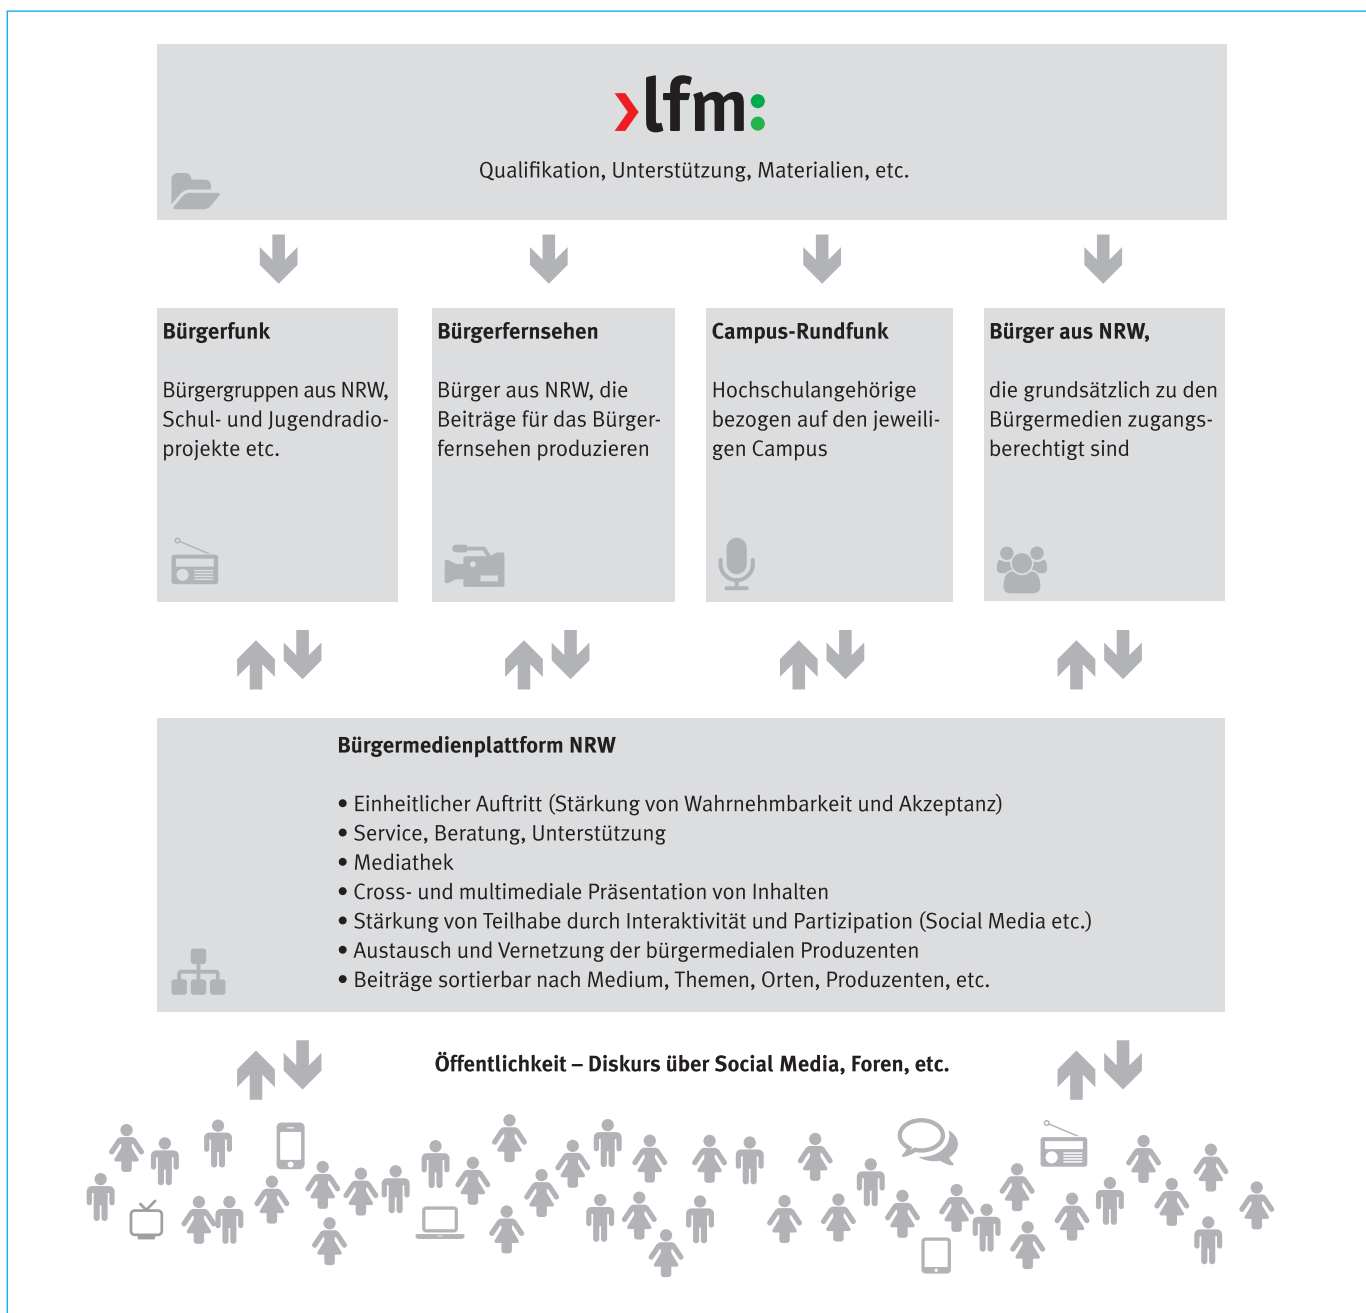 ›lfm:
Qualifikation, Unterstützung, Materialien, etc.
Bürgerfunk
Bürgergruppen aus NRW,
Schul- und Jugendradio-
projekte etc.
Bürgerfernsehen
Bürger aus NRW, die
Beiträge für das Bürger-
fernsehen produzieren
Campus-Rundfunk
Hochschulangehörige
bezogen auf den jeweili-
gen Campus
Bürger aus NRW,
die grundsätzlich zu den
Bürgermedien zugangs-
berechtigt sind
Bürgermedienplattform NRW
• Einheitlicher Auftritt (Stärkung von Wahrnehmbarkeit und Akzeptanz)
• Service, Beratung, Unterstützung
• Mediathek
• Cross- und multimediale Präsentation von Inhalten
• Stärkung von Teilhabe durch Interaktivität und Partizipation (Social Media etc.)
• Austausch und Vernetzung der bürgermedialen Produzenten
• Beiträge sortierbar nach Medium, Themen, Orten, Produzenten, etc.
Öffentlichkeit – Diskurs über Social Media, Foren, etc.